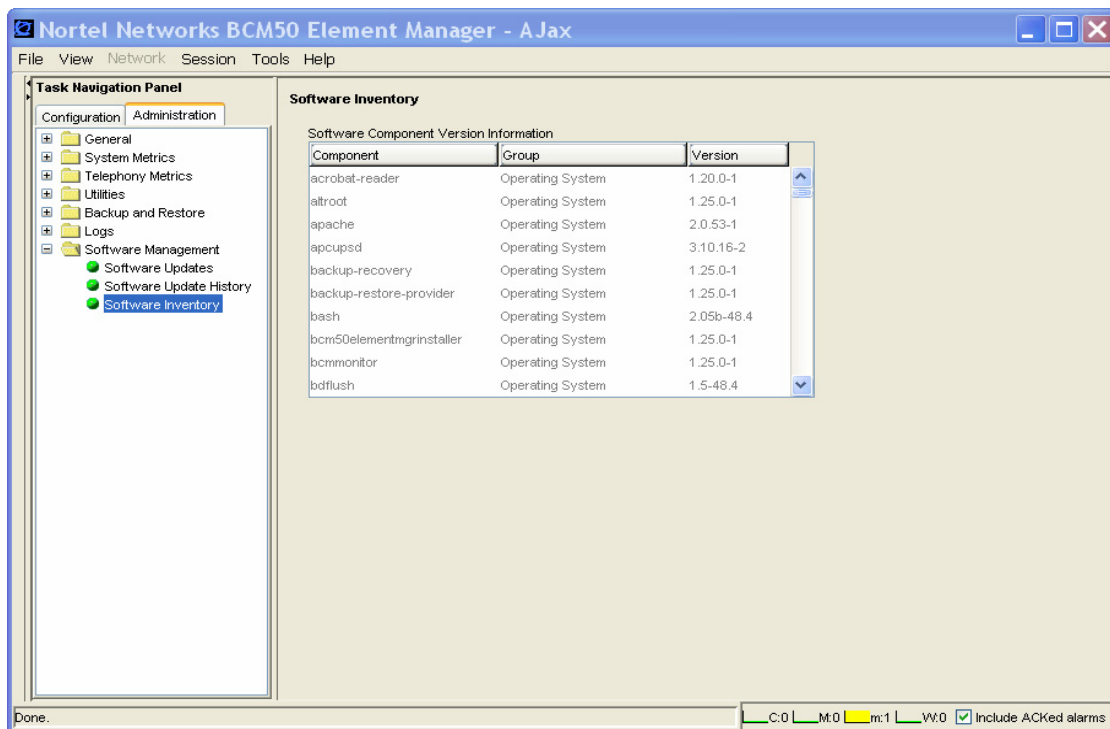 Nortel Networks BCM50 Element Manager - AJax
File View Network Session Tools Help
Task Navigation Panel
Configuration Administration
General
System Metrics
Telephony Metrics
Utilities
Backup and Restore
Logs
Software Management
Software Updates
Software Update History
Software Inventory
Software Inventory
Software Component Version Information
Component Group Version
acrobat-reader Operating System 1.20.0-1
altroot Operating System 1.25.0-1
apache Operating System 2.0.53-1
apcupsd Operating System 3.10.16-2
backup-recovery Operating System 1.25.0-1
backup-restore-provider Operating System 1.25.0-1
bash Operating System 2.05b-48.4
bcm50elementmgrinstaller Operating System 1.25.0-1
bcmmonitor Operating System 1.25.0-1
bdflush Operating System 1.5-48.4
Done.
C:0 M:0 m:1 W:0 Include ACKed alarms